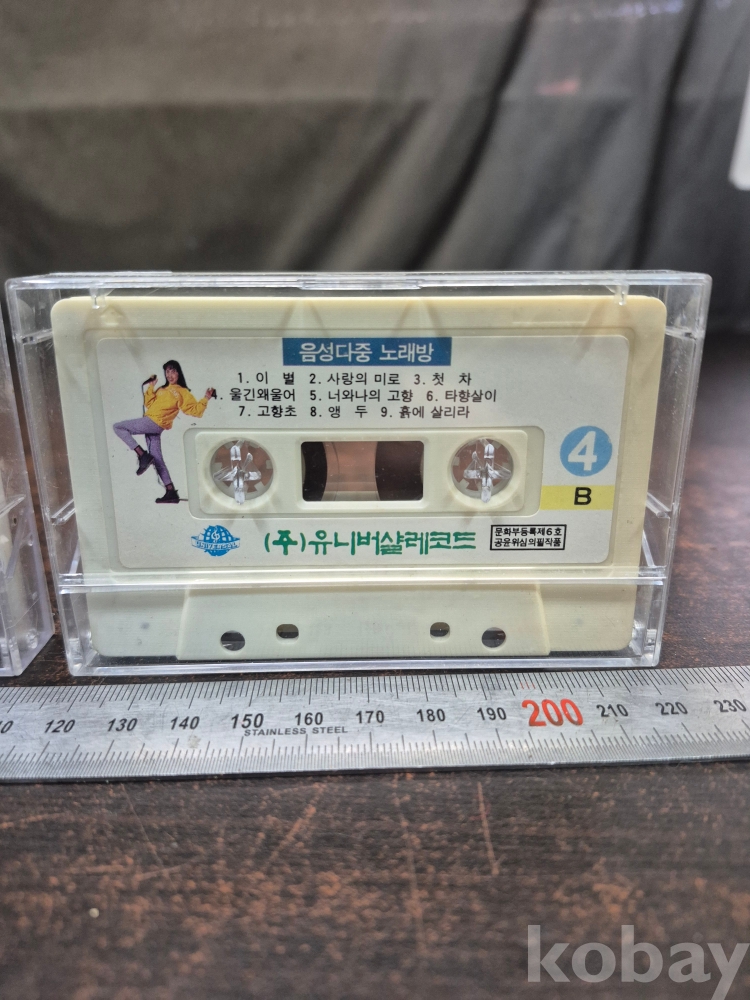 음성다중 노래방
1. 이 별 2. 사랑의 미로 3. 첫 차
4. 울긴왜울어 5. 너와나의 고향 6. 타향살이
7. 고향초 8. 앵 두 9. 흙에 살리라
4
B
(주)유니버샬레코드
문화부등록제6호
공윤위심의필작품
120 130 140 150 160 170 180 190 200 210 220 230
STAINLESS STEEL
kobay